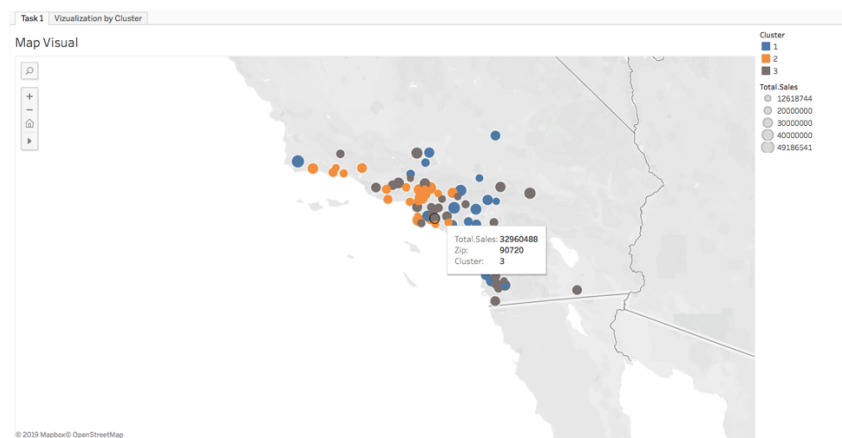 Task 1
Vizualization by Cluster
Map Visual
Cluster
1
2
3
Total.Sales
12618744
20000000
30000000
40000000
49186541
Total.Sales: 32960488
Zip: 90720
Cluster: 3
© 2019 Mapbox© OpenStreetMap